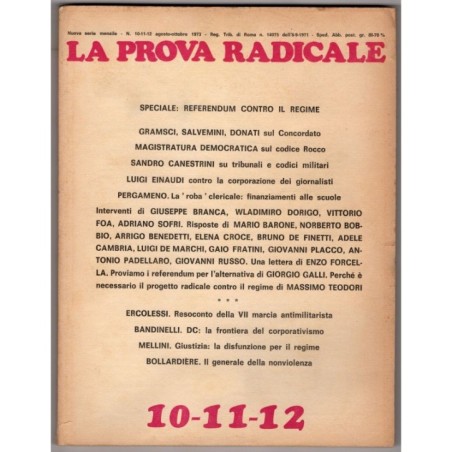 Nuova serie mensile - N. 10-11-12 agosto-ottobre 1973 - Reg. Trib. di Roma n. 14075 dell'8-9-1971 - Sped. Abb. post. gr. III-70 %
LA PROVA RADICALE
SPECIALE: REFERENDUM CONTRO IL REGIME
GRAMSCI, SALVEMINI, DONATI sul Concordato
MAGISTRATURA DEMOCRATICA sul codice Rocco
SANDRO CANESTRINI su tribunali e codici militari
LUIGI EINAUDI contro la corporazione dei giornalisti
PERGAMENO. La 'roba' clericale: finanziamenti alle scuole
Interventi di GIUSEPPE BRANCA, WLADIMIRO DORIGO, VITTORIO
FOA, ADRIANO SOFRI. Risposte di MARIO BARONE, NORBERTO BOB-
BIO, ARRIGO BENEDETTI, ELENA CROCE, BRUNO DE FINETTI, ADELE
CAMBRIA, LUIGI DE MARCHI, GAIO FRATINI, GIOVANNI PLACCO, AN-
TONIO PADELLARO, GIOVANNI RUSSO. Una lettera di ENZO FORCEL-
LA. Proviamo i referendum per l'alternativa di GIORGIO GALLI. Perché è
necessario il progetto radicale contro il regime di MASSIMO TEODORI
* * *
ERCOLESSI. Resoconto della VII marcia antimilitarista
BANDINELLI. DC: la frontiera del corporativismo
MELLINI. Giustizia: la disfunzione per il regime
BOLLARDIÈRE. Il generale della nonviolenza
10-11-12